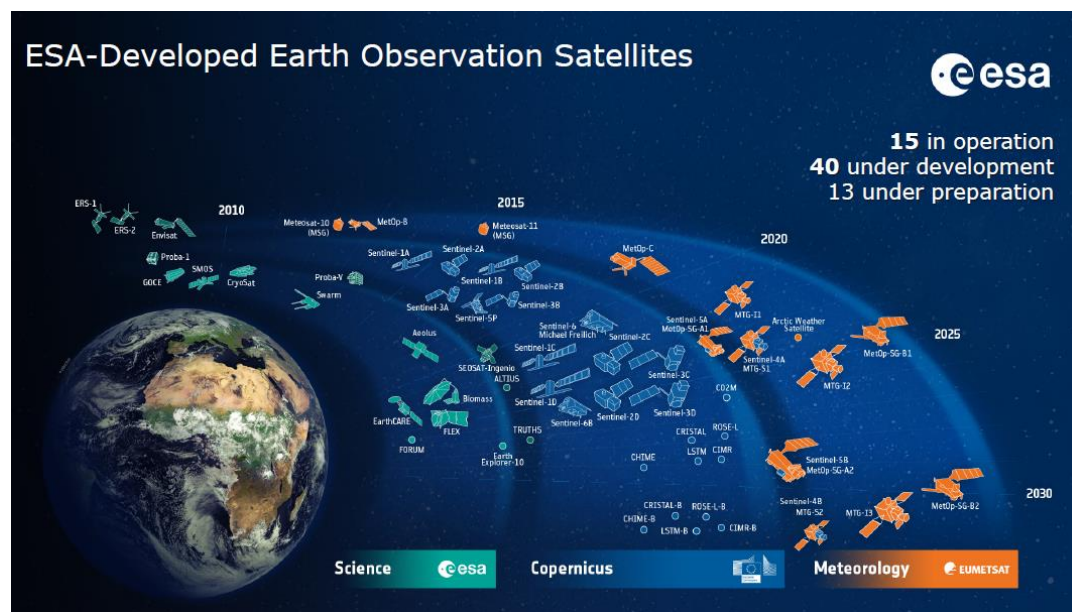 ESA-Developed Earth Observation Satellites
esa
15 in operation
40 under development
13 under preparation
2010
2015
2020
2025
2030
ERS-1
ERS-2
Envisat
Meteosat-10
(MSG)
MetOp-B
Meteosat-11
(MSG)
Proba-1
GOCE
SMOS
CryoSat
Proba-V
Swarm
Sentinel-1A
Sentinel-2A
Sentinel-1B
Sentinel-2B
MetOp-C
Sentinel-3A
Sentinel-5P
Sentinel-3B
MTG-I1
Aeolus
Sentinel-6
Michael Freilich
Sentinel-2C
Sentinel-5A
MetOp-SG-A1
Arctic Weather
Satellite
MetOp-SG-B1
SEOSAT-Ingenio
ALTIUS
Sentinel-1C
Sentinel-3C
Sentinel-4A
MTG-S1
MTG-I2
Biomass
EarthCARE
FLEX
Sentinel-1D
Sentinel-6B
Sentinel-2D
Sentinel-3D
CO2M
FORUM
Earth
Explorer-10
TRUTHS
CRISTAL
ROSE-L
CHIME
LSTM
CIMR
Sentinel-5B
MetOp-SG-A2
CRISTAL-B
ROSE-L-B
CHIME-B
LSTM-B
CIMR-B
Sentinel-4B
MTG-S2
MTG-I3
MetOp-SG-B2
Science
esa
Copernicus
Meteorology
EUMETSAT